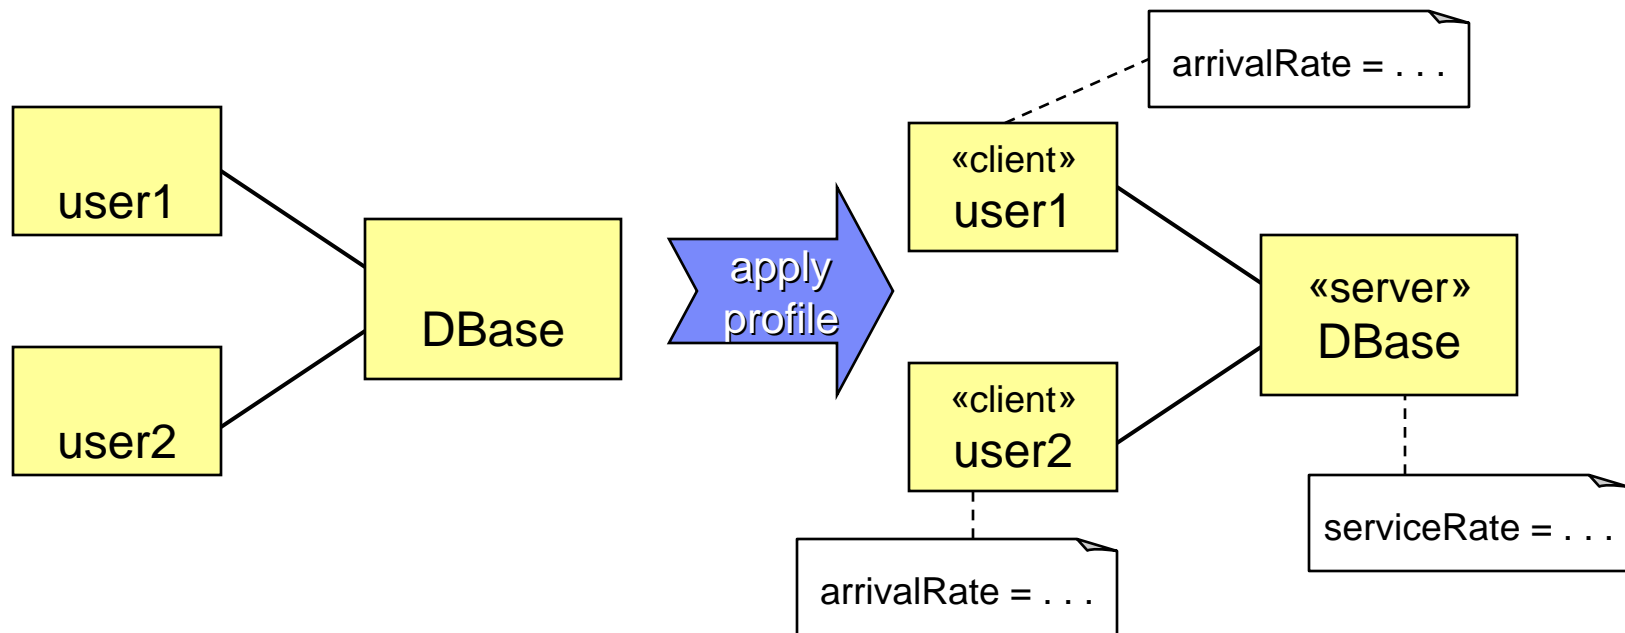 user1
user2
DBase
apply
profile
arrivalRate = . . .
«client»
user1
«server»
DBase
«client»
user2
serviceRate = . . .
arrivalRate = . . .